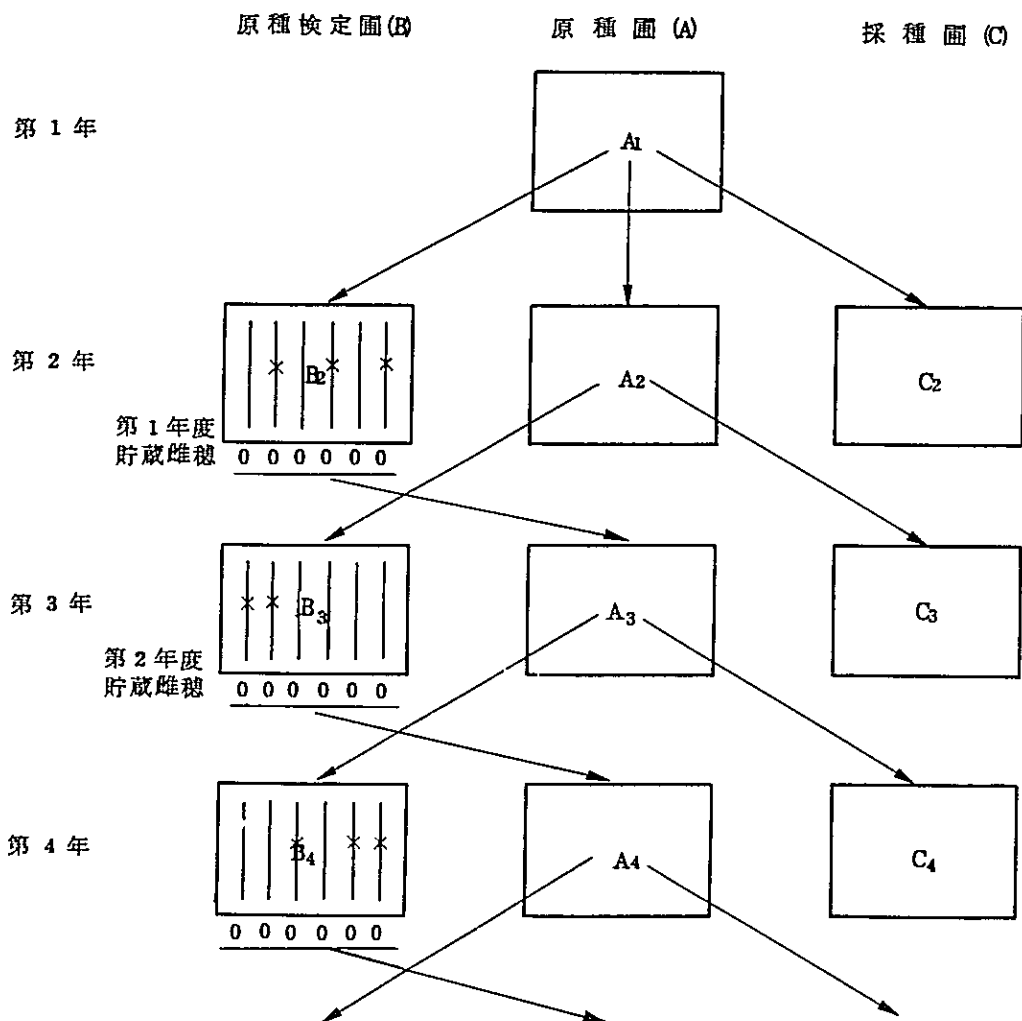 原種検定圃(B) 原種圃(A) 採種圃(C)
第1年
A1
第2年
B2 A2 C2
第1年度
貯蔵雌穂
0 0 0 0 0 0
第3年
B3 A3 C3
第2年度
貯蔵雌穂
0 0 0 0 0 0
第4年
B4 A4 C4
0 0 0 0 0 0